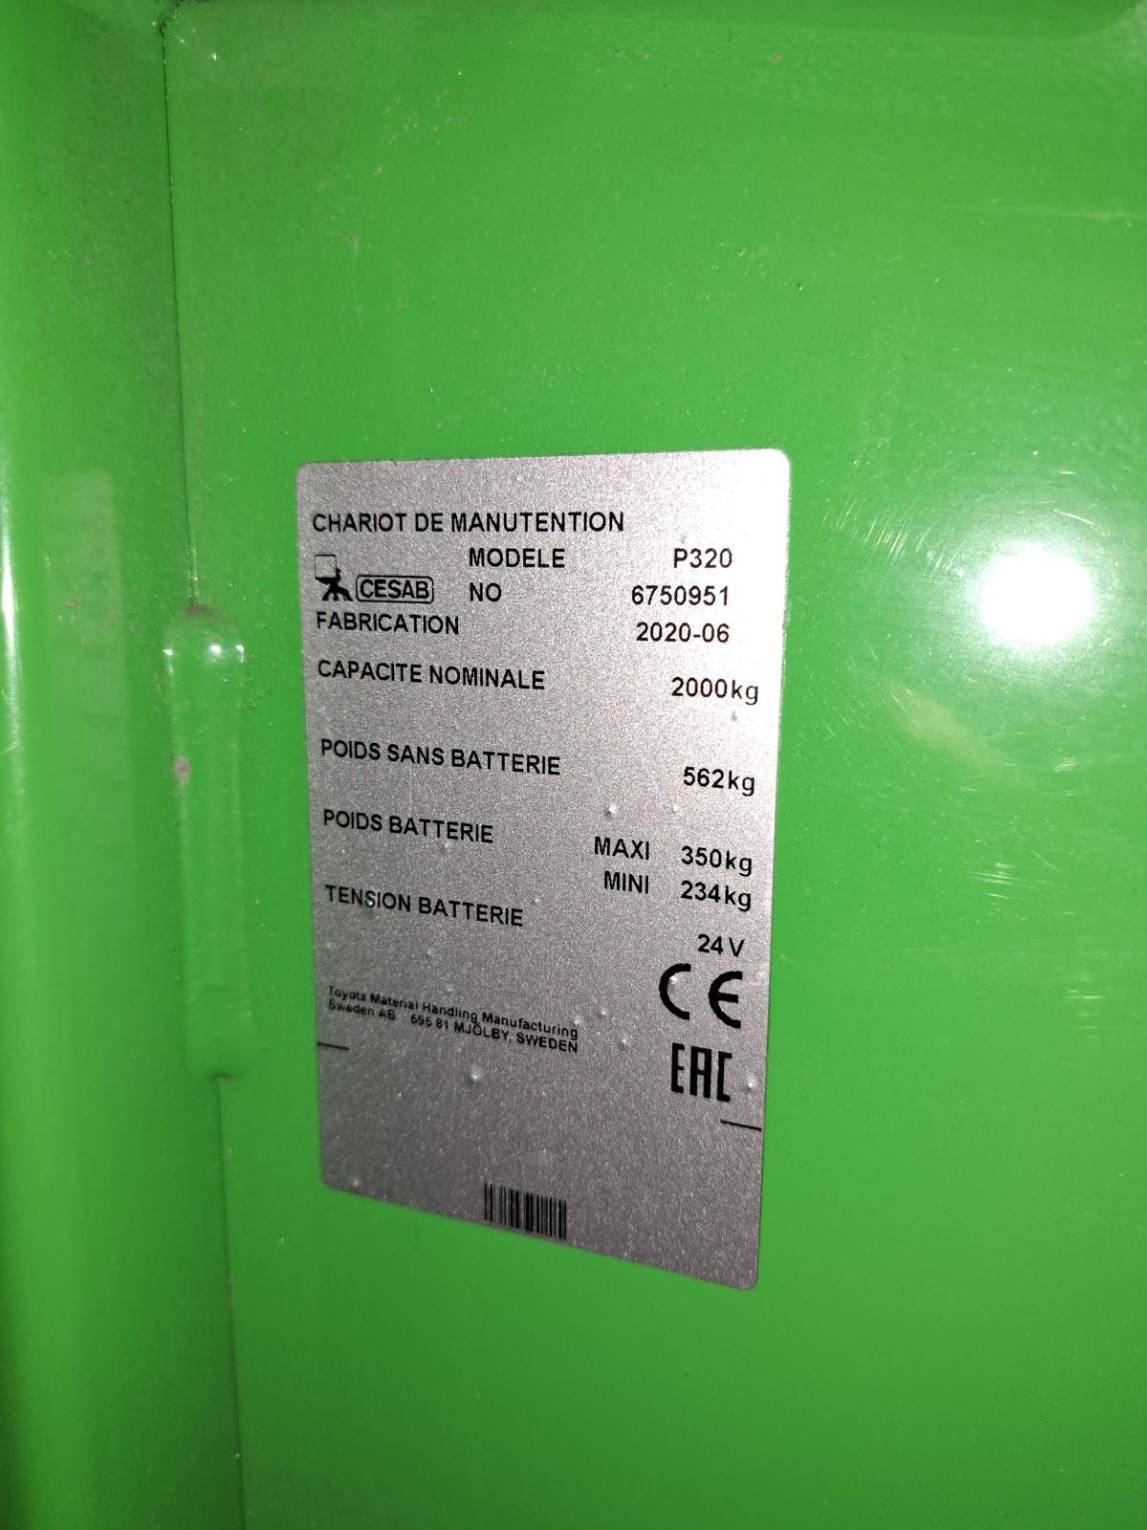 CHARIOT DE MANUTENTION
MODELE P320
CESAB NO 6750951
FABRICATION 2020-06
CAPACITE NOMINALE 2000kg
POIDS SANS BATTERIE 562kg
POIDS BATTERIE MAXI 350kg
MINI 234kg
TENSION BATTERIE 24V
CE
Toyota Material Handling Manufacturing
Sweden AB 595 81 MJÖLBY, SWEDEN
EAC